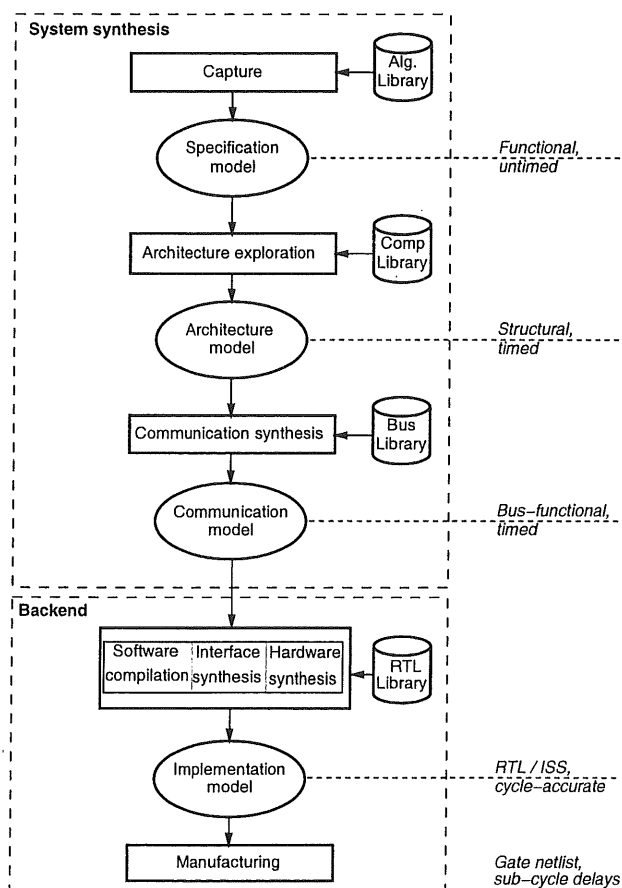 System synthesis
Capture
Alg.
Library
Specification
model
Functional,
untimed
Architecture exploration
Comp
Library
Architecture
model
Structural,
timed
Communication synthesis
Bus
Library
Communication
model
Bus−functional,
timed
Backend
Software
compilation
Interface
synthesis
Hardware
synthesis
RTL
Library
Implementation
model
RTL / ISS,
cycle−accurate
Manufacturing
Gate netlist,
sub−cycle delays